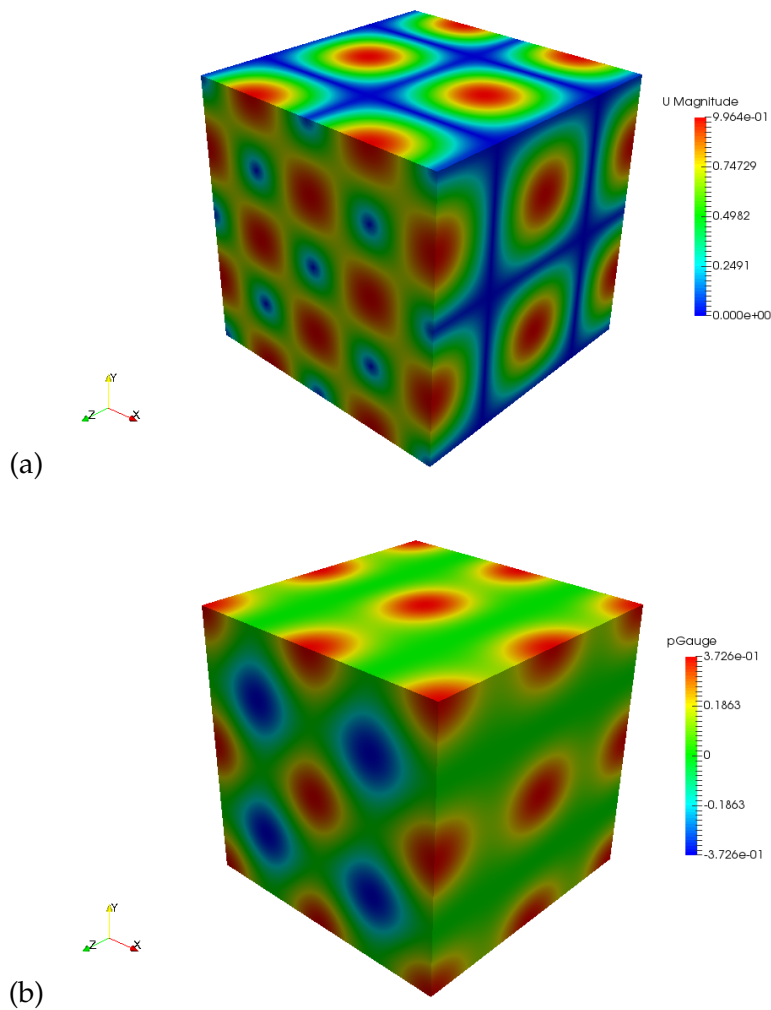 U Magnitude
9.964e-01
0.74729
0.4982
0.2491
0.000e+00
Y
Z X
(a)
pGauge
3.726e-01
0.1863
0
-0.1863
-3.726e-01
Y
Z X
(b)